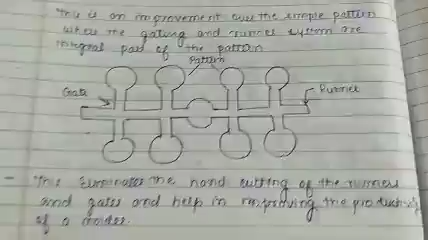 This is an improvement over the simple pattern
where the gating and runner system are
integral part of the pattern
Pattern
Gate
Runner
- This eliminates the hand cutting of the runners
and gates and help in improving the
of a